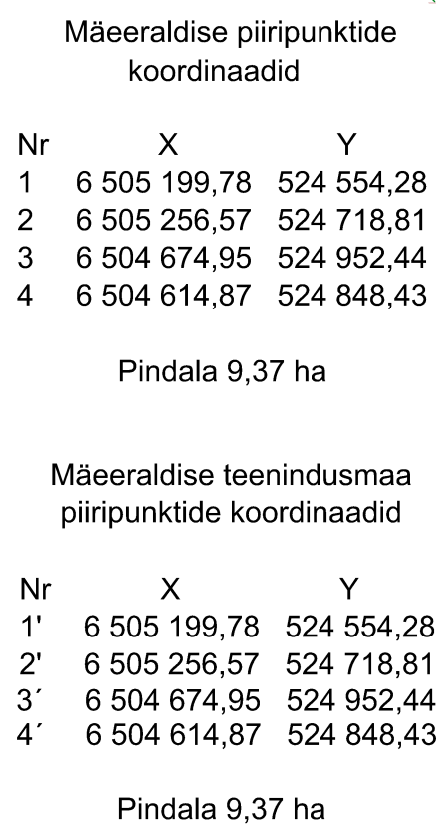 Mäeeraldise piiripunktide
koordinaadid
Nr X Y
1 6 505 199,78 524 554,28
2 6 505 256,57 524 718,81
3 6 504 674,95 524 952,44
4 6 504 614,87 524 848,43
Pindala 9,37 ha
Mäeeraldise teenindusmaa
piiripunktide koordinaadid
Nr X Y
1' 6 505 199,78 524 554,28
2' 6 505 256,57 524 718,81
3´ 6 504 674,95 524 952,44
4´ 6 504 614,87 524 848,43
Pindala 9,37 ha